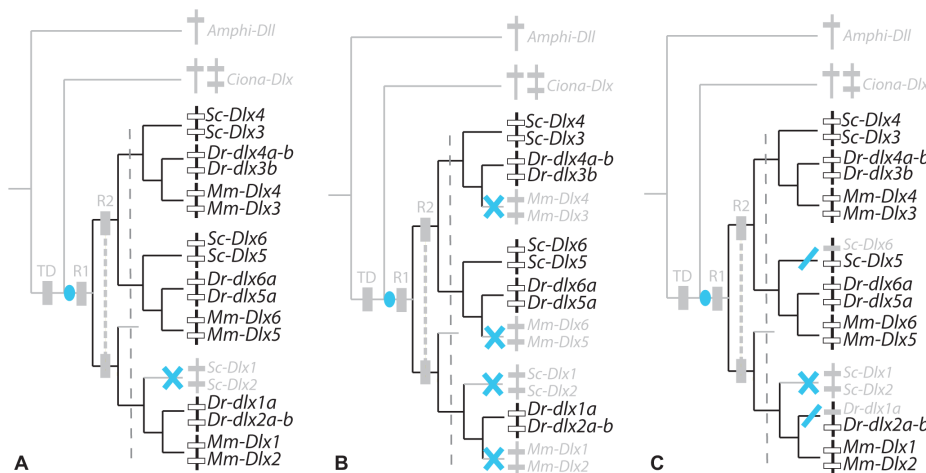 Amphi-Dll
Ciona-Dlx
Sc-Dlx4
Sc-Dlx3
Dr-dlx4a-b
Dr-dlx3b
Mm-Dlx4
Mm-Dlx3
R2
Sc-Dlx6
Sc-Dlx5
TD
R1
Dr-dlx6a
Dr-dlx5a
Mm-Dlx6
Mm-Dlx5
Sc-Dlx1
Sc-Dlx2
Dr-dlx1a
Dr-dlx2a-b
Mm-Dlx1
Mm-Dlx2
A
Amphi-Dll
Ciona-Dlx
Sc-Dlx4
Sc-Dlx3
Dr-dlx4a-b
Dr-dlx3b
Mm-Dlx4
Mm-Dlx3
R2
Sc-Dlx6
Sc-Dlx5
TD
R1
Dr-dlx6a
Dr-dlx5a
Mm-Dlx6
Mm-Dlx5
Sc-Dlx1
Sc-Dlx2
Dr-dlx1a
Dr-dlx2a-b
Mm-Dlx1
Mm-Dlx2
B
Amphi-Dll
Ciona-Dlx
Sc-Dlx4
Sc-Dlx3
Dr-dlx4a-b
Dr-dlx3b
Mm-Dlx4
Mm-Dlx3
R2
Sc-Dlx6
Sc-Dlx5
TD
R1
Dr-dlx6a
Dr-dlx5a
Mm-Dlx6
Mm-Dlx5
Sc-Dlx1
Sc-Dlx2
Dr-dlx1a
Dr-dlx2a-b
Mm-Dlx1
Mm-Dlx2
C